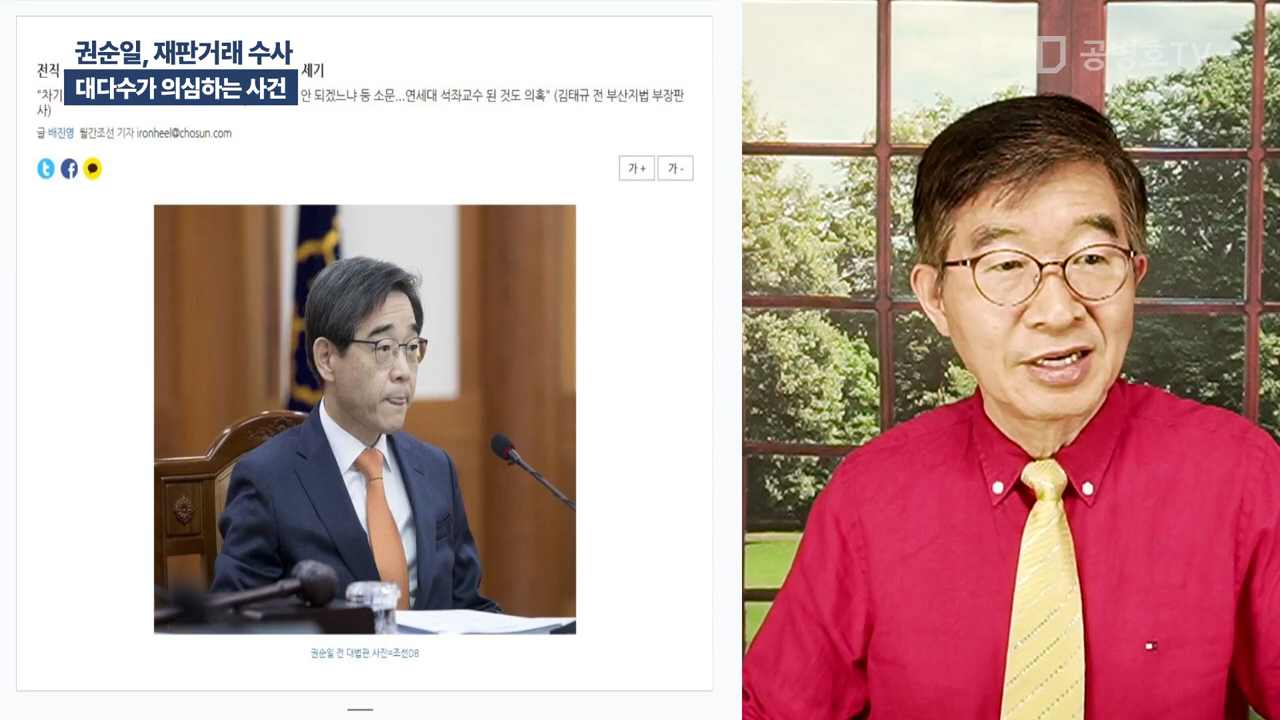 권순일, 재판거래 수사
대다수가 의심하는 사건
공병호TV
전직 세기
"차기 안 되겠느냐 등 소문...연세대 석좌교수 된 것도 의혹" (김태규 전 부산지법 부장판
사)
글 배진영 월간조선 기자 ironheel@chosun.com
가 + 가 -
권순일 전 대법관.사진=조선DB